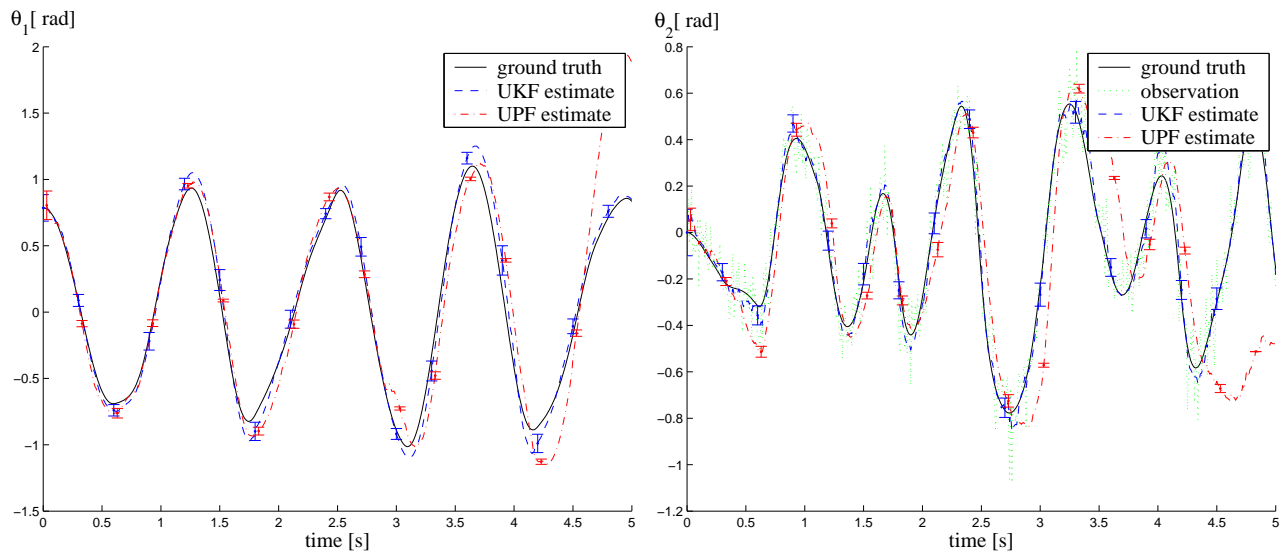 θ1[ rad]
2
1.5
1
0.5
0
−0.5
−1
−1.5
0 0.5 1 1.5 2 2.5 3 3.5 4 4.5 5
time [s]
ground truth
UKF estimate
UPF estimate
θ2[ rad]
0.8
0.6
0.4
0.2
0
−0.2
−0.4
−0.6
−0.8
−1
−1.2
0 0.5 1 1.5 2 2.5 3 3.5 4 4.5 5
time [s]
ground truth
observation
UKF estimate
UPF estimate